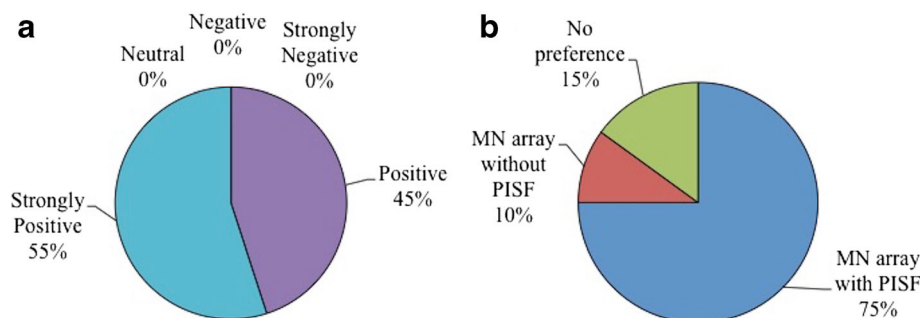 a
Negative
0%
Strongly
Negative
0%
Neutral
0%
Positive
45%
Strongly
Positive
55%
b
No
preference
15%
MN array
without
PISF
10%
MN array
with PISF
75%